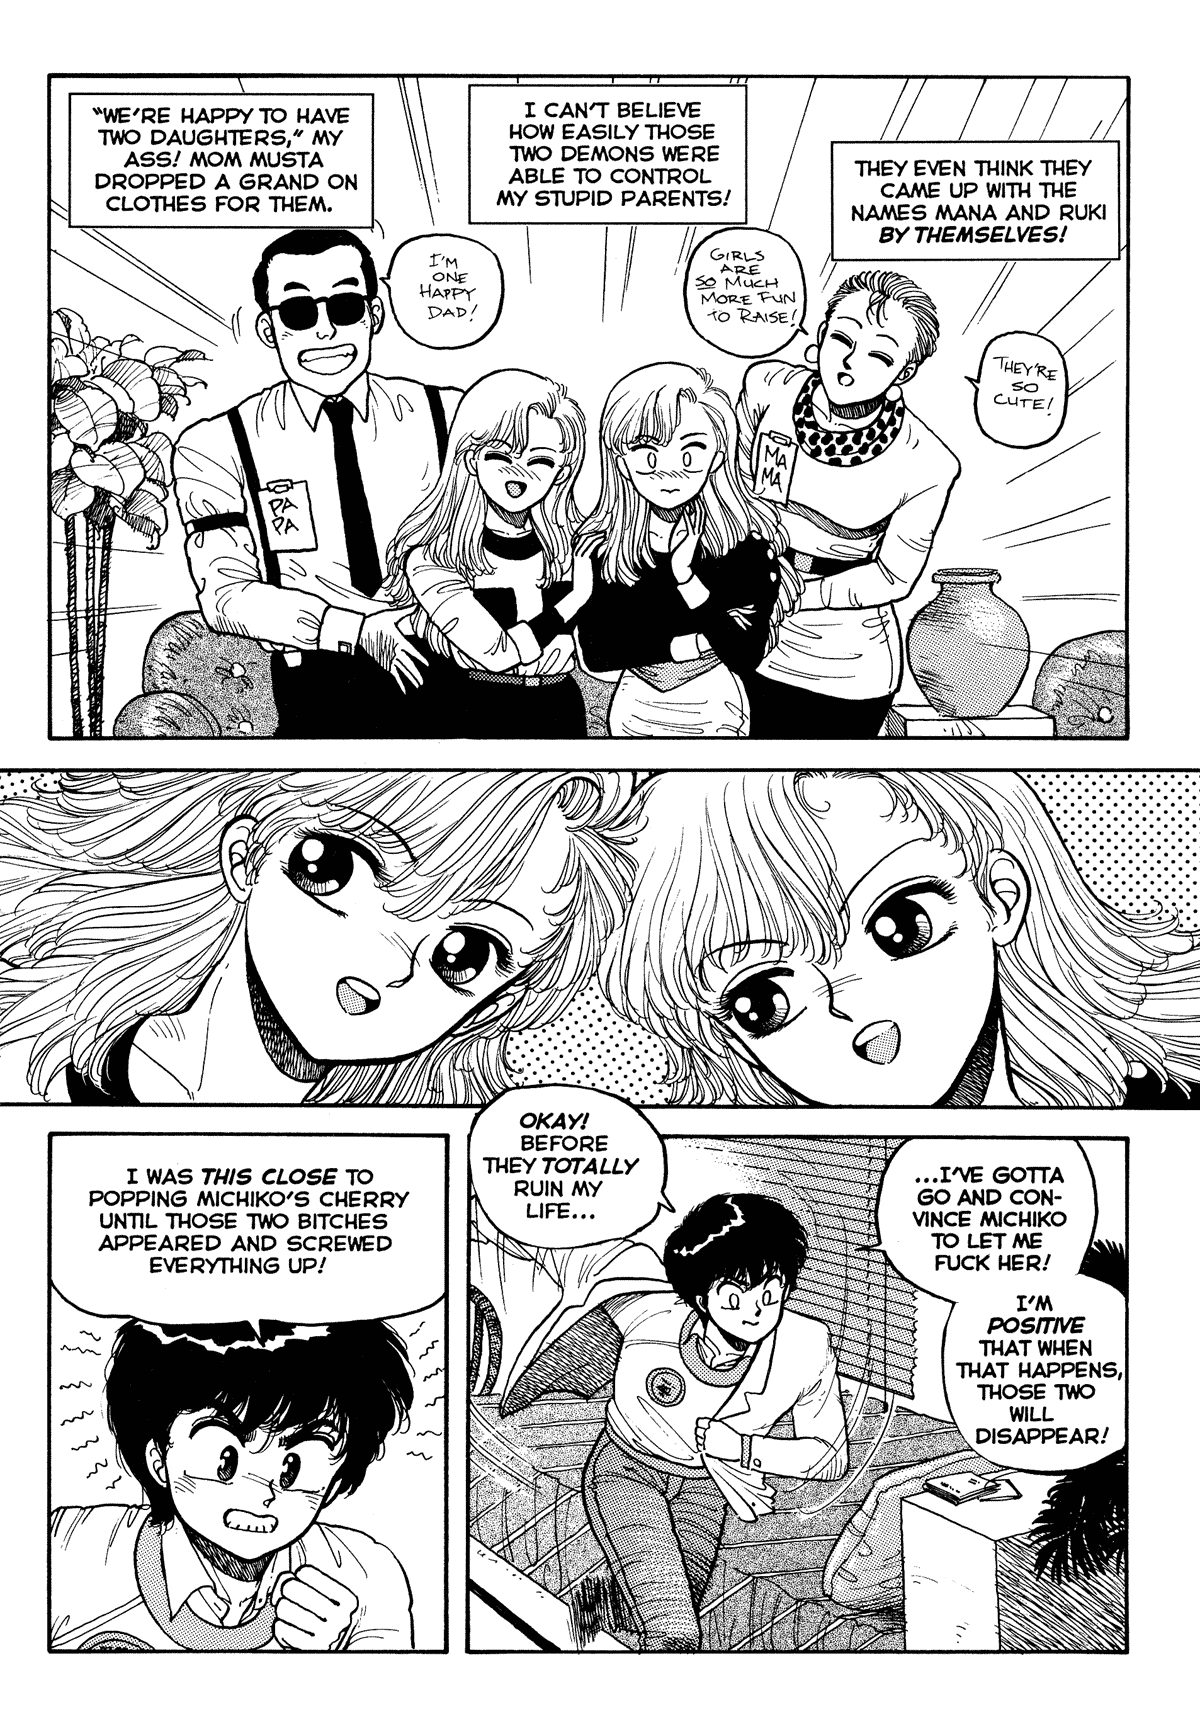 "WE'RE HAPPY TO HAVE
TWO DAUGHTERS," MY
ASS! MOM MUSTA
DROPPED A GRAND ON
CLOTHES FOR THEM.
I CAN'T BELIEVE
HOW EASILY THOSE
TWO DEMONS WERE
ABLE TO CONTROL
MY STUPID PARENTS!
THEY EVEN THINK THEY
CAME UP WITH THE
NAMES MANA AND RUKI
BY THEMSELVES!
I'M
ONE
HAPPY
DAD!
GIRLS
ARE
SO MUCH
MORE FUN
TO RAISE!
THEY'RE
SO
CUTE!
PA
PA
MA
MA
I WAS THIS CLOSE TO
POPPING MICHIKO'S CHERRY
UNTIL THOSE TWO BITCHES
APPEARED AND SCREWED
EVERYTHING UP!
OKAY!
BEFORE
THEY TOTALLY
RUIN MY
LIFE...
...I'VE GOTTA
GO AND CON-
VINCE MICHIKO
TO LET ME
FUCK HER!
I'M
POSITIVE
THAT WHEN
THAT HAPPENS,
THOSE TWO
WILL
DISAPPEAR!